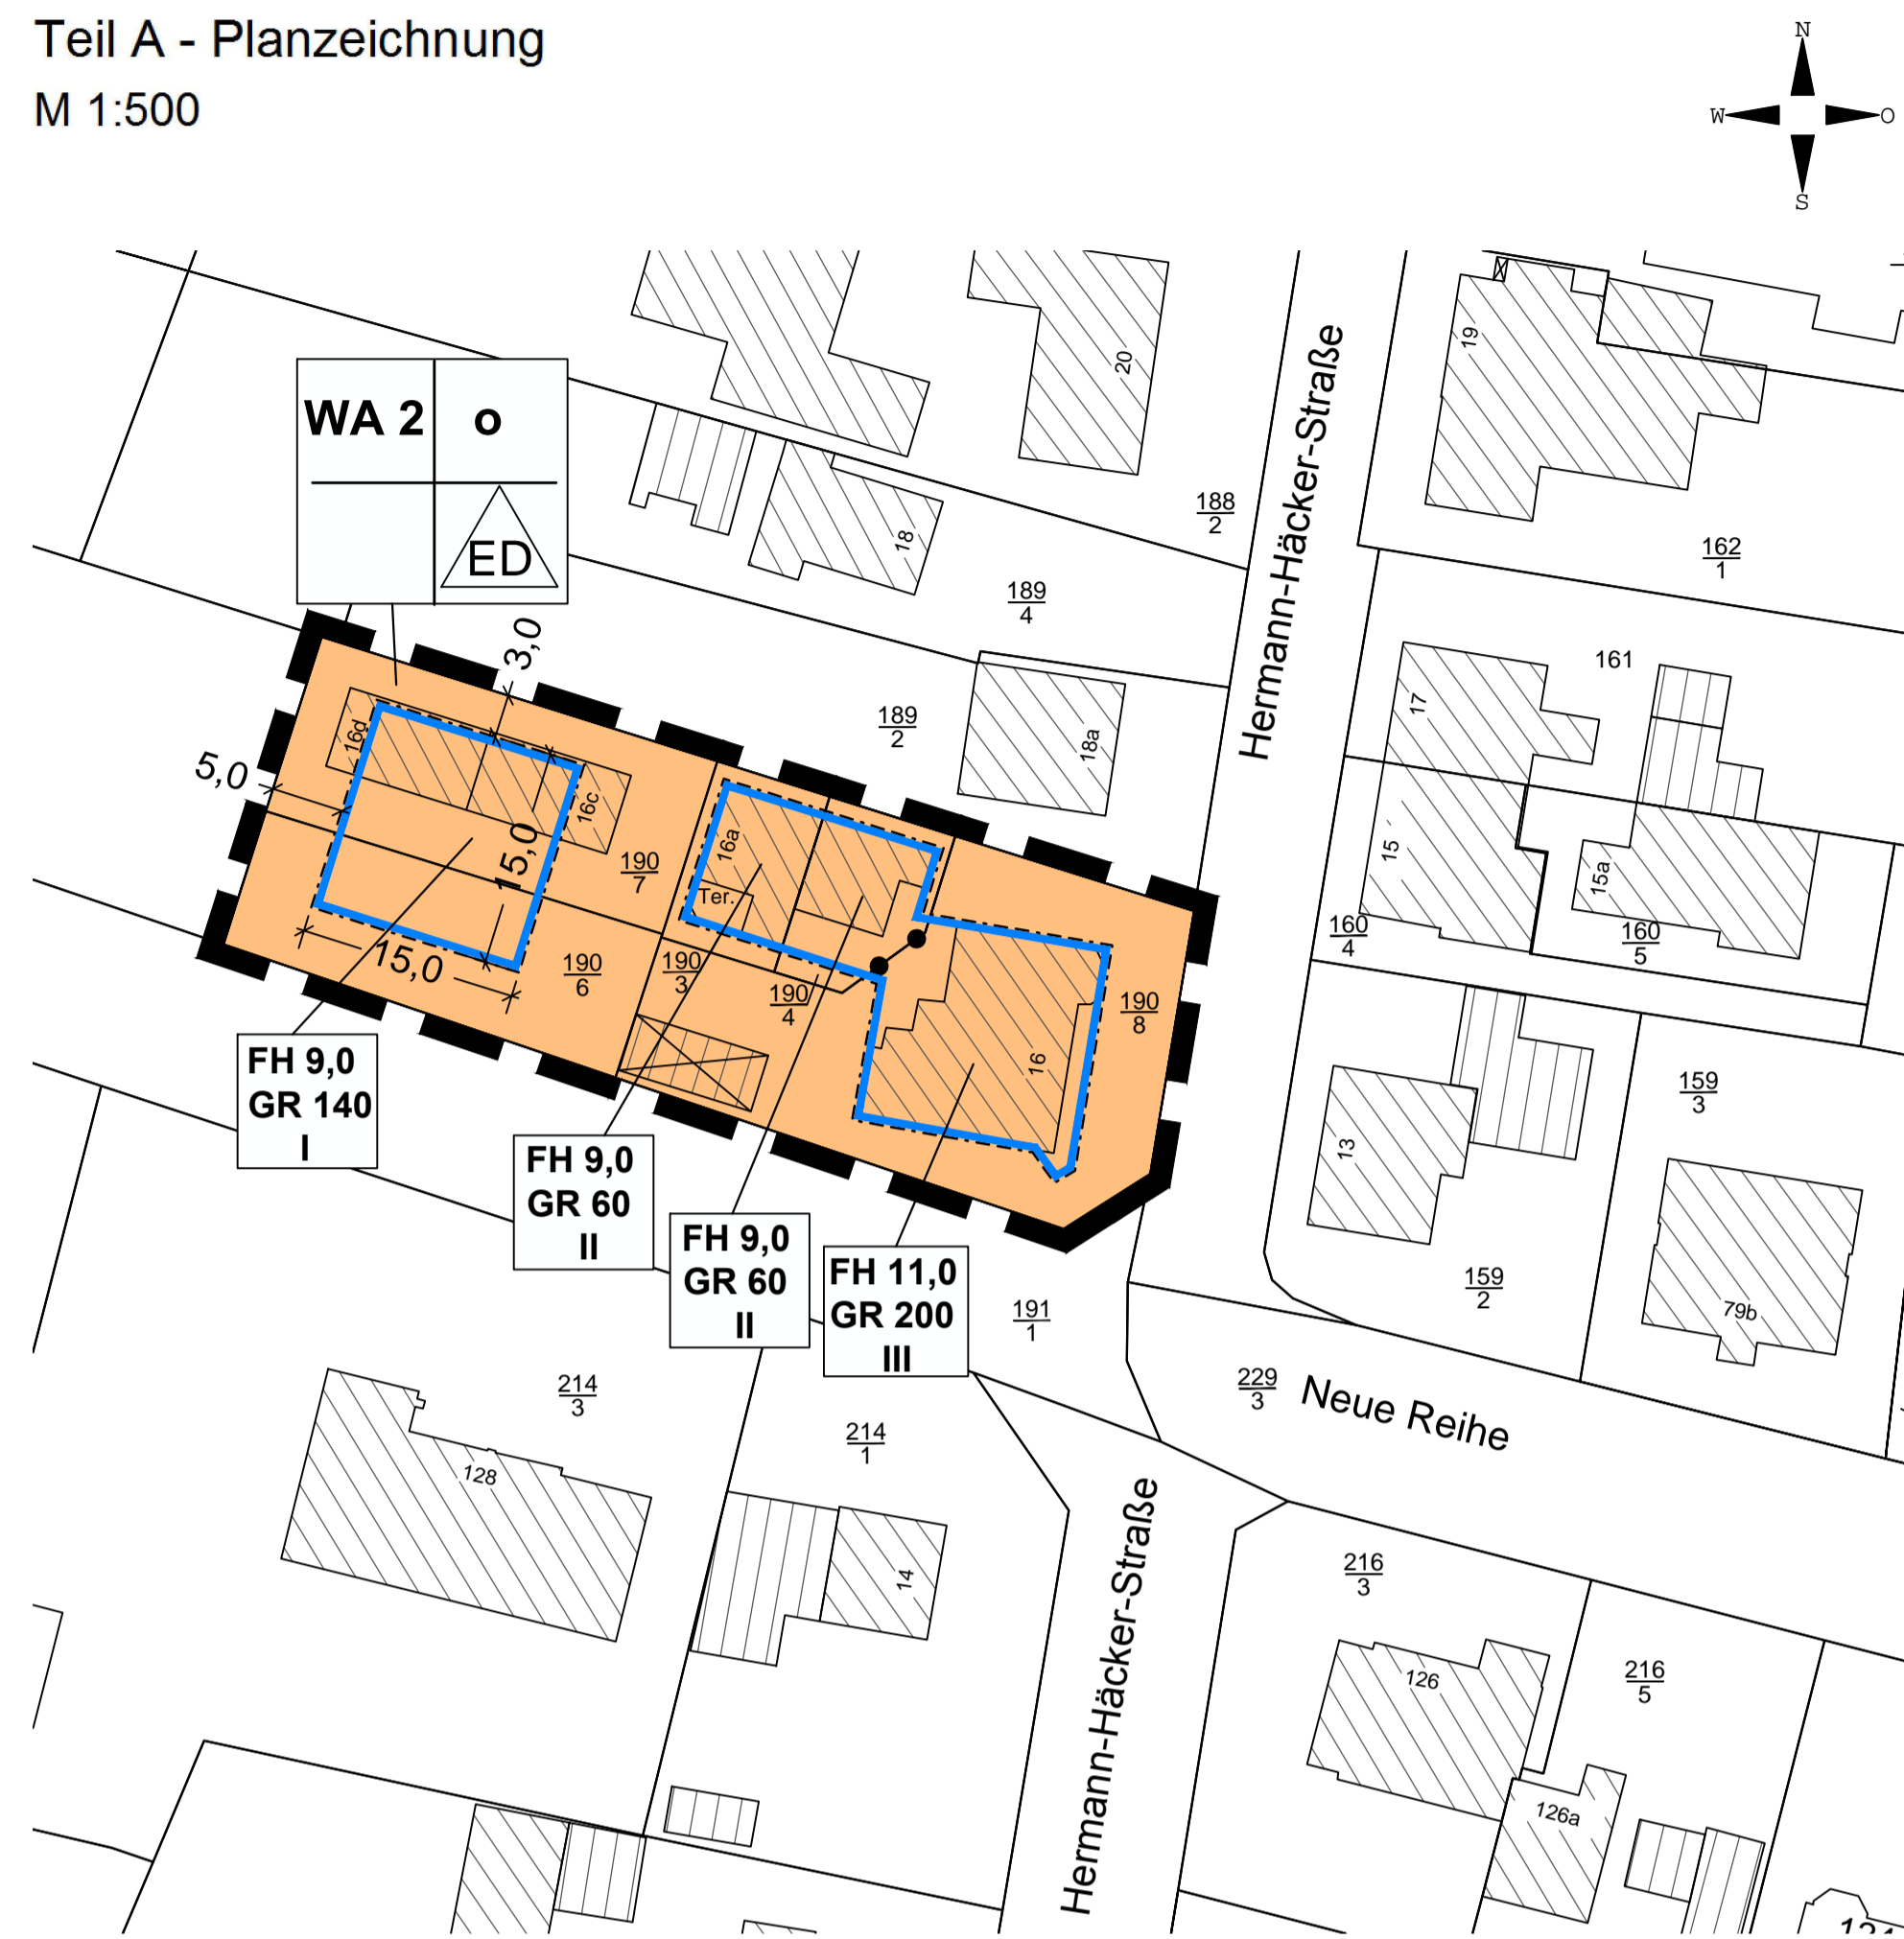 Teil A - Planzeichnung
M 1:500
N
W
O
S
WA 2
o
ED
20
19
18
188
2
189
4
162
1
161
Hermann-Häcker-Straße
189
2
18a
17
15
15a
160
4
160
5
3,0
5,0
15,0
15,0
16d
16c
16a
Ter.
16
190
7
190
6
190
3
190
4
190
8
159
3
13
159
2
79b
FH 9,0
GR 140
I
FH 9,0
GR 60
II
FH 9,0
GR 60
II
FH 11,0
GR 200
III
191
1
229
3
Neue Reihe
214
3
128
214
1
14
Hermann-Häcker-Straße
216
3
216
5
126
126a